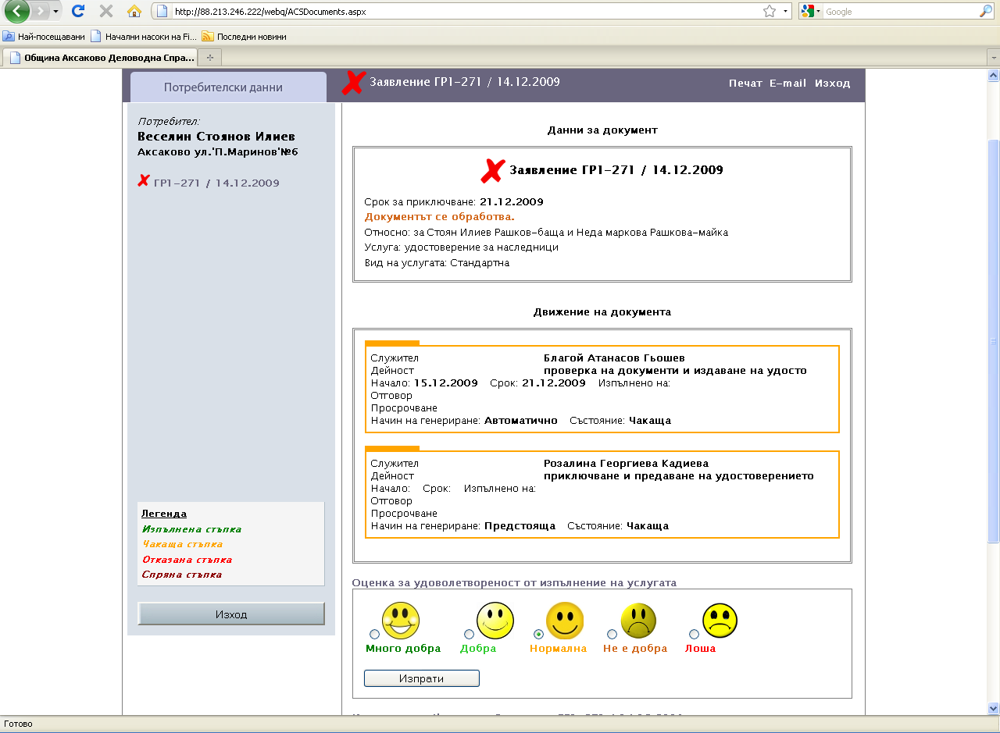 http://88.213.246.222/webq/ACSDocuments.aspx
Google
Най-посещавани Начални насоки на Fi... Последни новини
Община Аксаково Деловодна Спра...
Потребителски данни
Заявление ГР1-271 / 14.12.2009
Печат E-mail Изход
Потребител:
Веселин Стоянов Илиев
Аксаково ул.'П.Маринов'№6
ГР1-271 / 14.12.2009
Данни за документ
Заявление ГР1-271 / 14.12.2009
Срок за приключване: 21.12.2009
Документът се обработва.
Относно: за Стоян Илиев Рашков-баща и Неда маркова Рашкова-майка
Услуга: удостоверение за наследници
Вид на услугата: Стандартна
Движение на документа
Служител Благой Атанасов Гьошев
Дейност проверка на документи и издаване на удосто
Начало: 15.12.2009 Срок: 21.12.2009 Изпълнено на:
Отговор
Просрочване
Начин на генериране: Автоматично Състояние: Чакаща
Служител Розалина Георгиева Кадиева
Дейност приключване и предаване на удостоверението
Начало: Срок: Изпълнено на:
Отговор
Просрочване
Начин на генериране: Предстояща Състояние: Чакаща
Легенда
Изпълнена стъпка
Чакаща стъпка
Отказана стъпка
Спряна стъпка
Изход
Оценка за удоволетвореност от изпълнение на услугата
Много добра Добра Нормална Не е добра Лоша
Изпрати
Готово